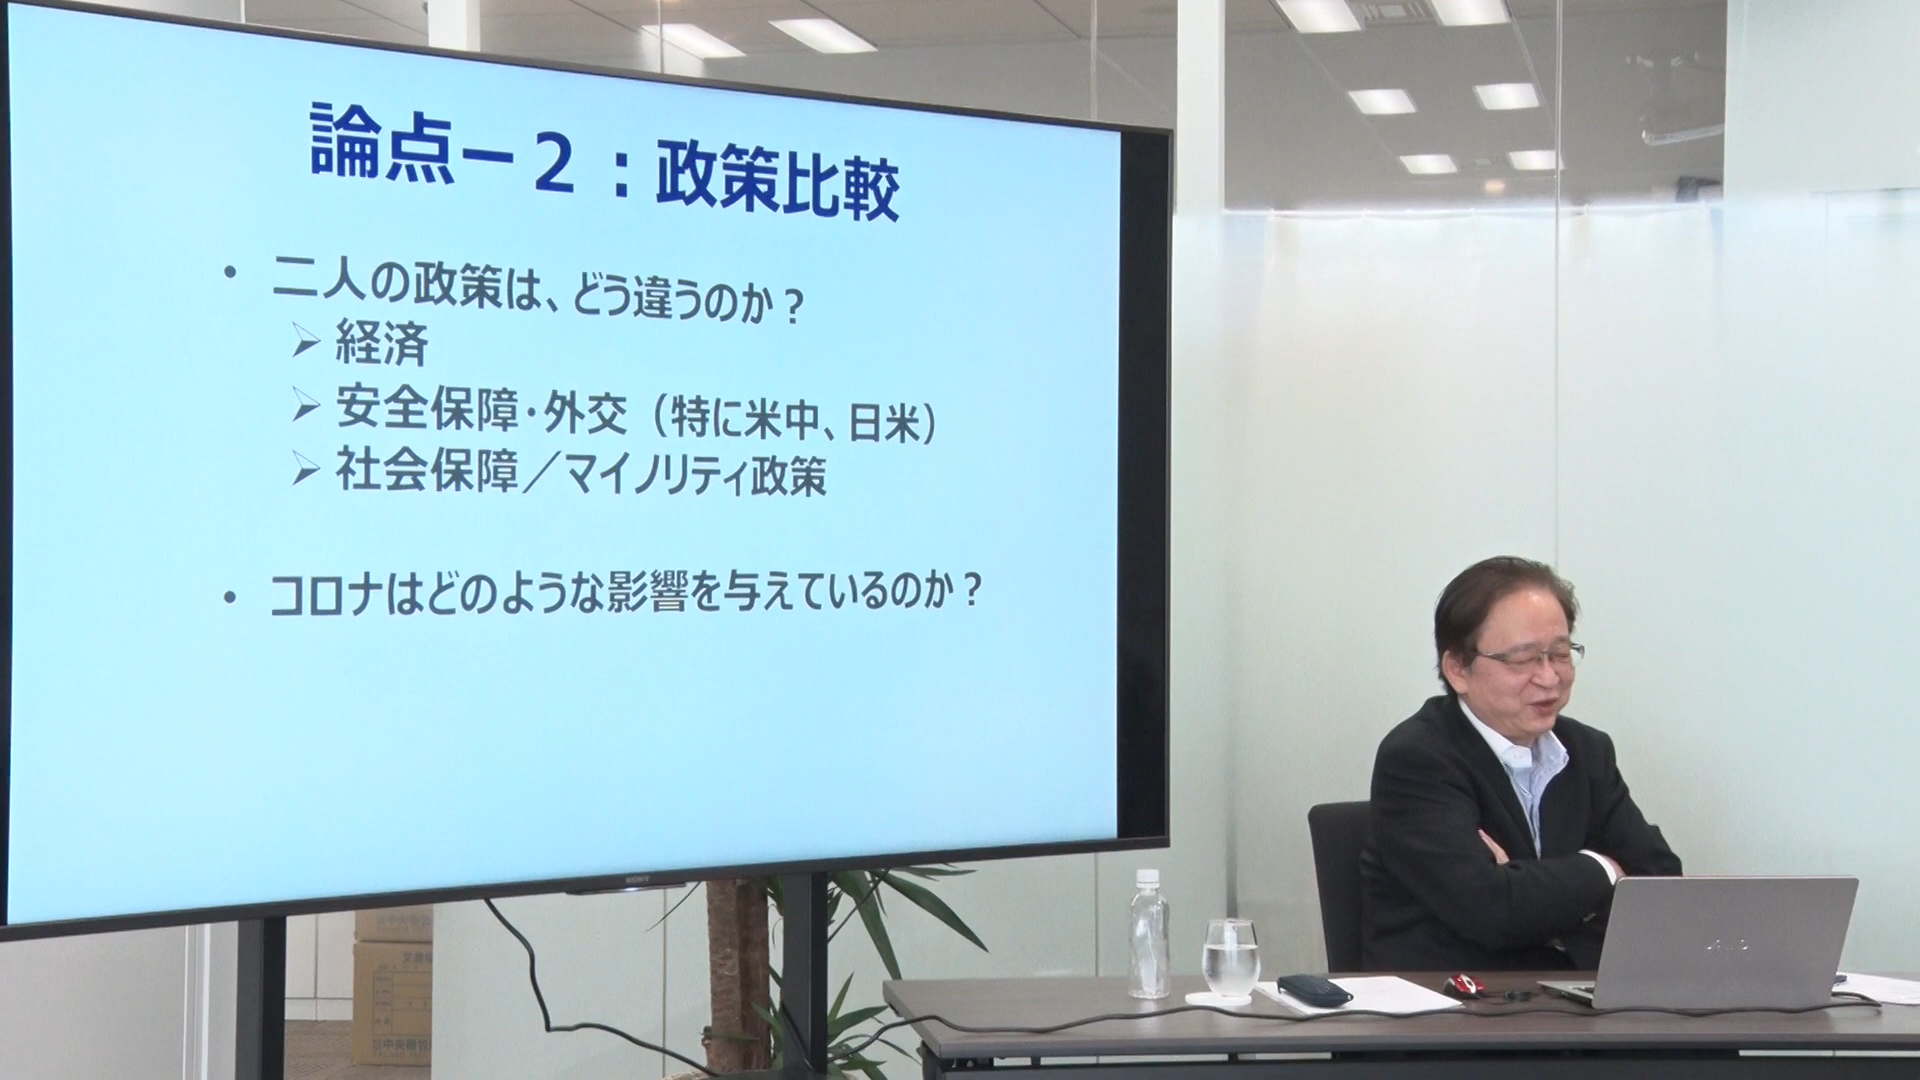 論点－２：政策比較
• 二人の政策は、どう違うのか？
➢ 経済
➢ 安全保障・外交（特に米中、日米）
➢ 社会保障／マイノリティ政策
• コロナはどのような影響を与えているのか？
SONY
VAIO